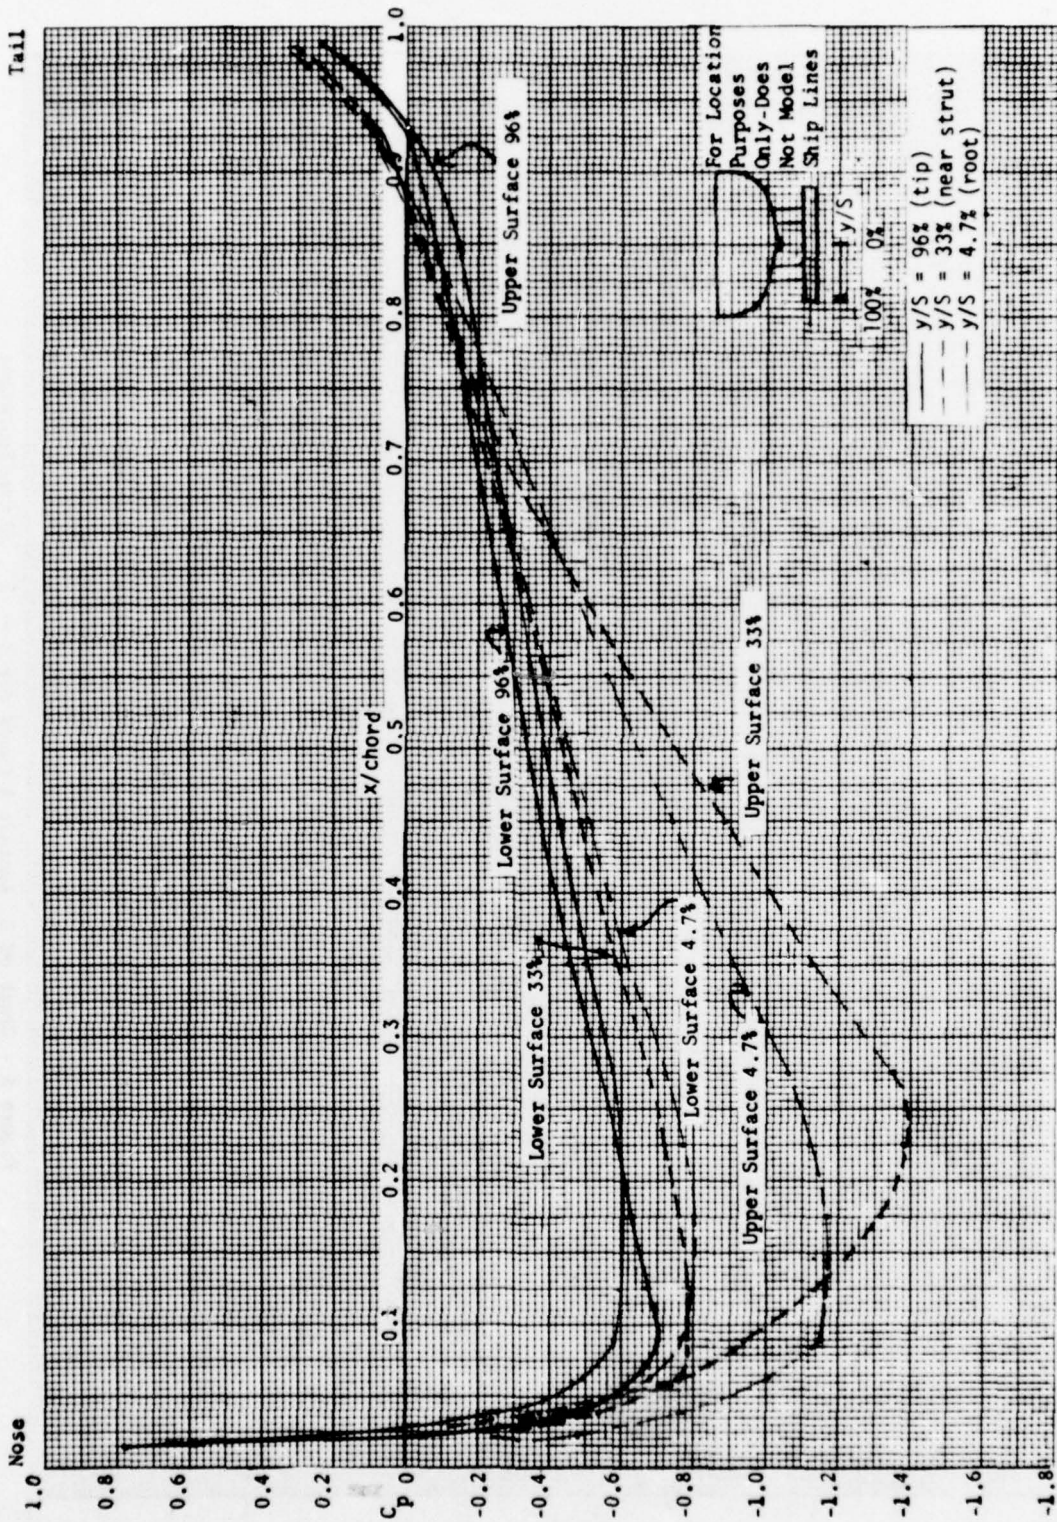 Nose
Tail
1.0
0.8
0.6
0.4
0.2
0
-0.2
-0.4
-0.6
-0.8
-1.0
-1.2
-1.4
-1.6
-1.8
C p
x/chord
0.1
0.2
0.3
0.4
0.5
0.6
0.7
0.8
0.9
1.0
Upper Surface 96%
Lower Surface 96%
Lower Surface 33%
Lower Surface 4.7%
Upper Surface 4.7%
Upper Surface 33%
For Location
Purposes
Only-Does
Not Model
Ship Lines
y/S
100% 0%
y/S = 96% (tip)
y/S = 33% (near strut)
y/S = 4.7% (root)